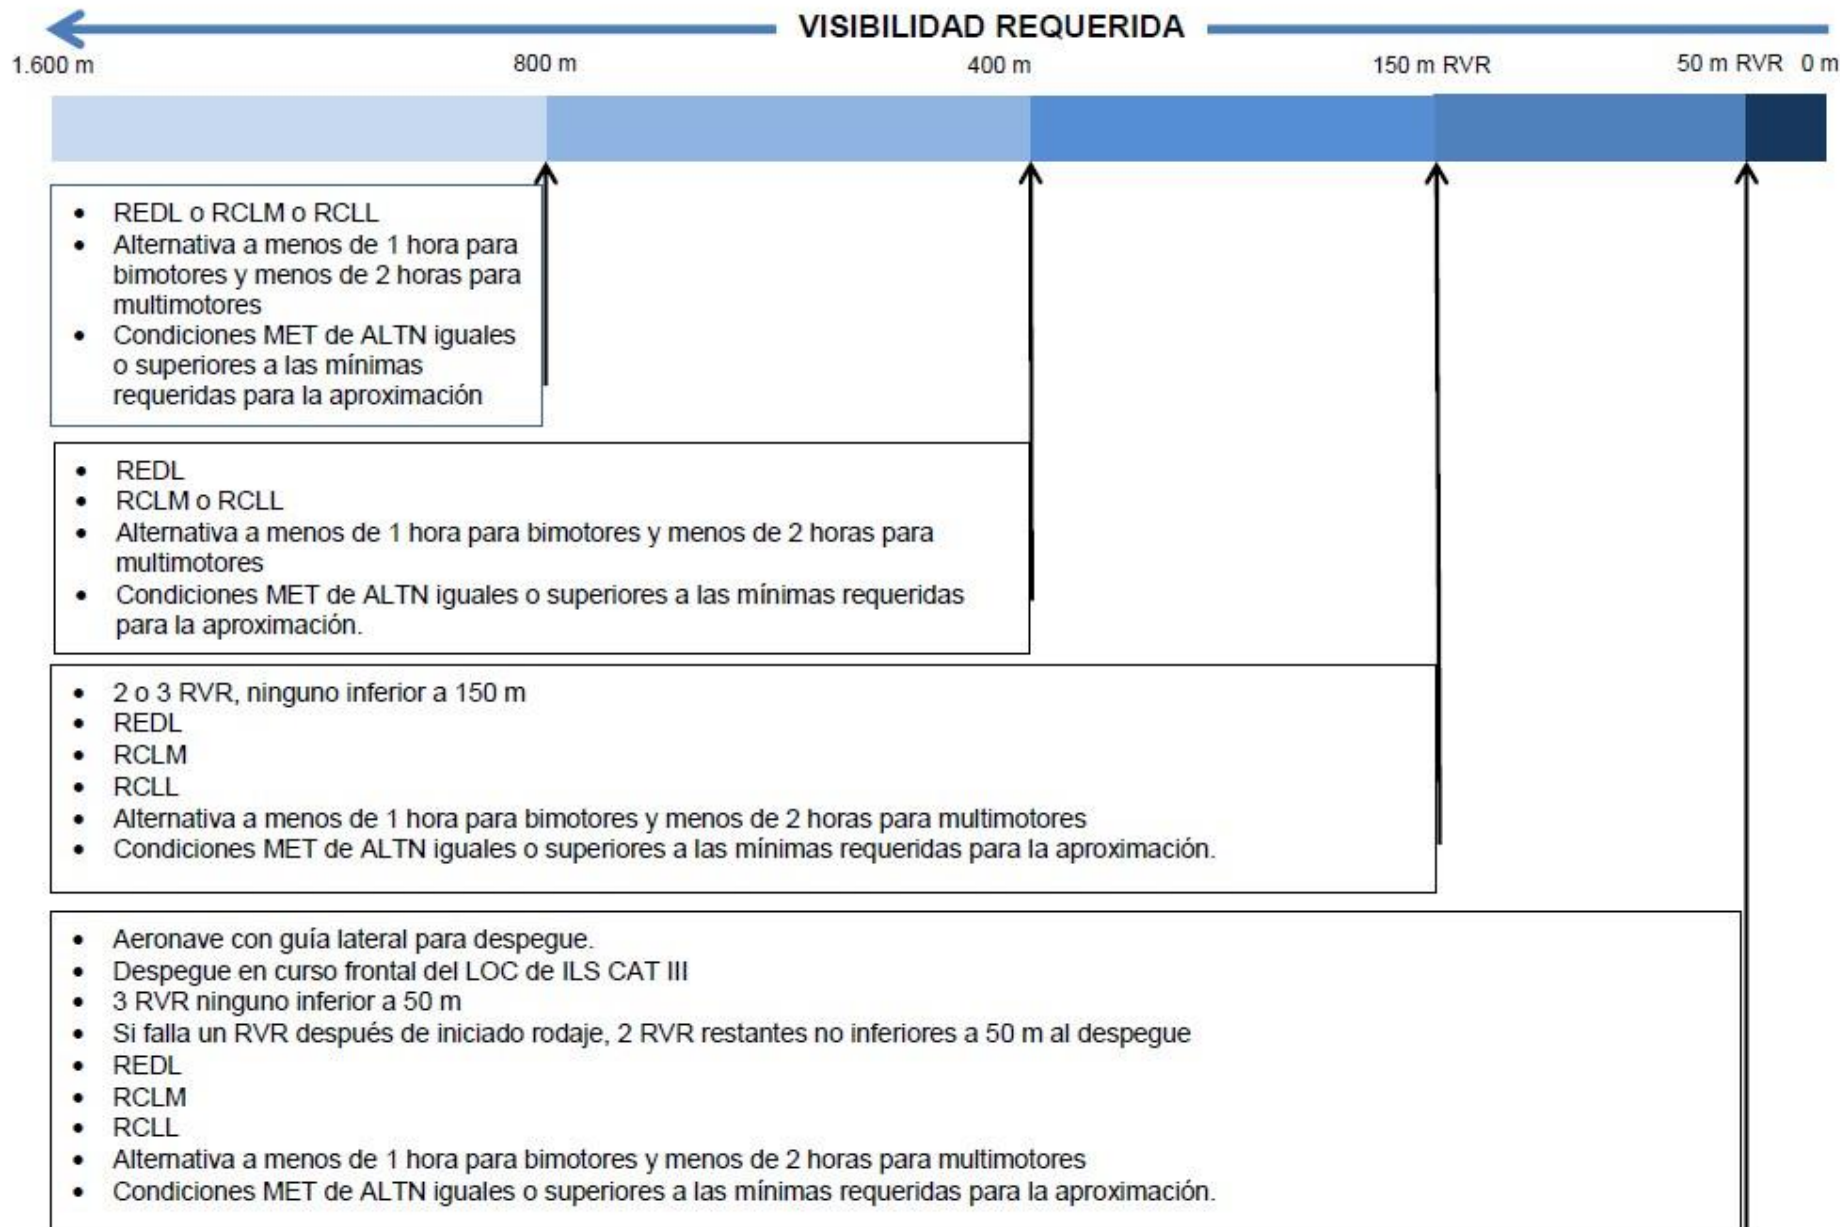 VISIBILIDAD REQUERIDA
1.600 m 800 m 400 m 150 m RVR 50 m RVR 0 m
• REDL o RCLM o RCLL
• Alternativa a menos de 1 hora para
bimotores y menos de 2 horas para
multimotores
• Condiciones MET de ALTN iguales
o superiores a las mínimas
requeridas para la aproximación
• REDL
• RCLM o RCLL
• Alternativa a menos de 1 hora para bimotores y menos de 2 horas para
multimotores
• Condiciones MET de ALTN iguales o superiores a las mínimas requeridas
para la aproximación.
• 2 o 3 RVR, ninguno inferior a 150 m
• REDL
• RCLM
• RCLL
• Alternativa a menos de 1 hora para bimotores y menos de 2 horas para multimotores
• Condiciones MET de ALTN iguales o superiores a las mínimas requeridas para la aproximación.
• Aeronave con guía lateral para despegue.
• Despegue en curso frontal del LOC de ILS CAT III
• 3 RVR ninguno inferior a 50 m
• Si falla un RVR después de iniciado rodaje, 2 RVR restantes no inferiores a 50 m al despegue
• REDL
• RCLM
• RCLL
• Alternativa a menos de 1 hora para bimotores y menos de 2 horas para multimotores
• Condiciones MET de ALTN iguales o superiores a las mínimas requeridas para la aproximación.